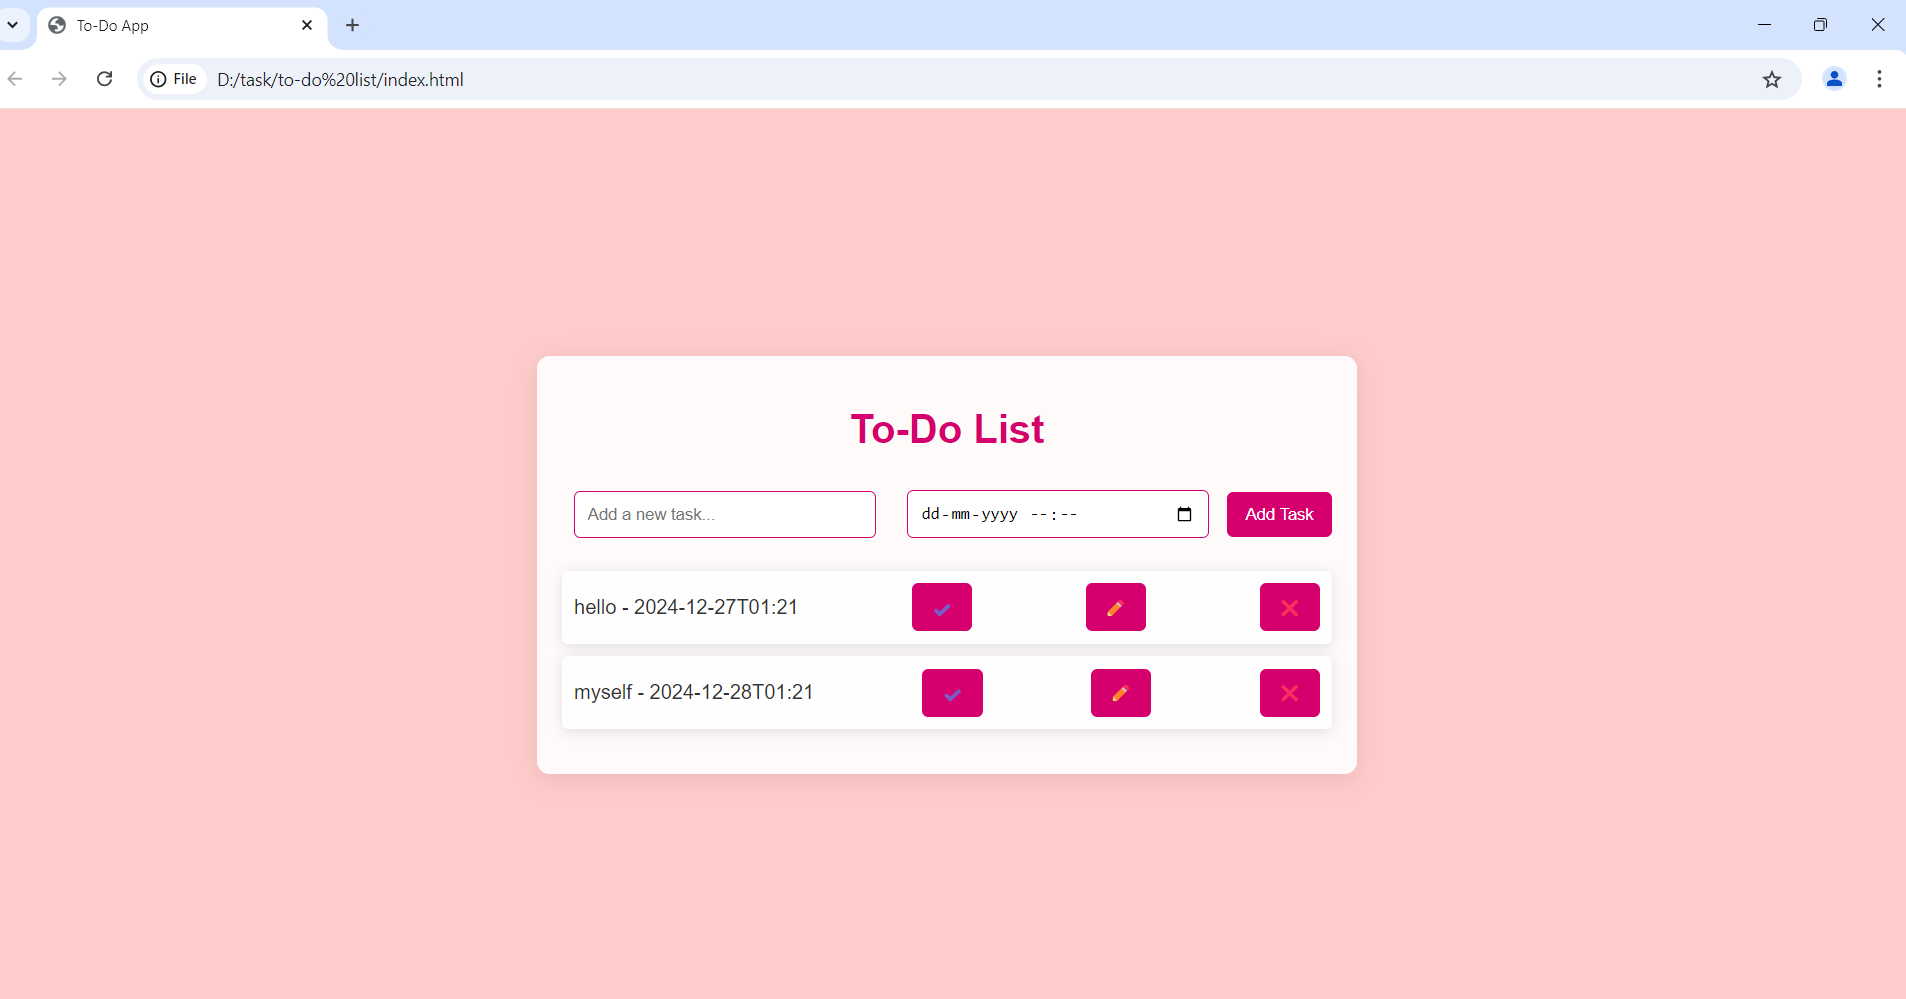 To-Do App
File D:/task/to-do%20list/index.html
To-Do List
Add a new task... dd-mm-yyyy --:-- Add Task
hello - 2024-12-27T01:21
myself - 2024-12-28T01:21